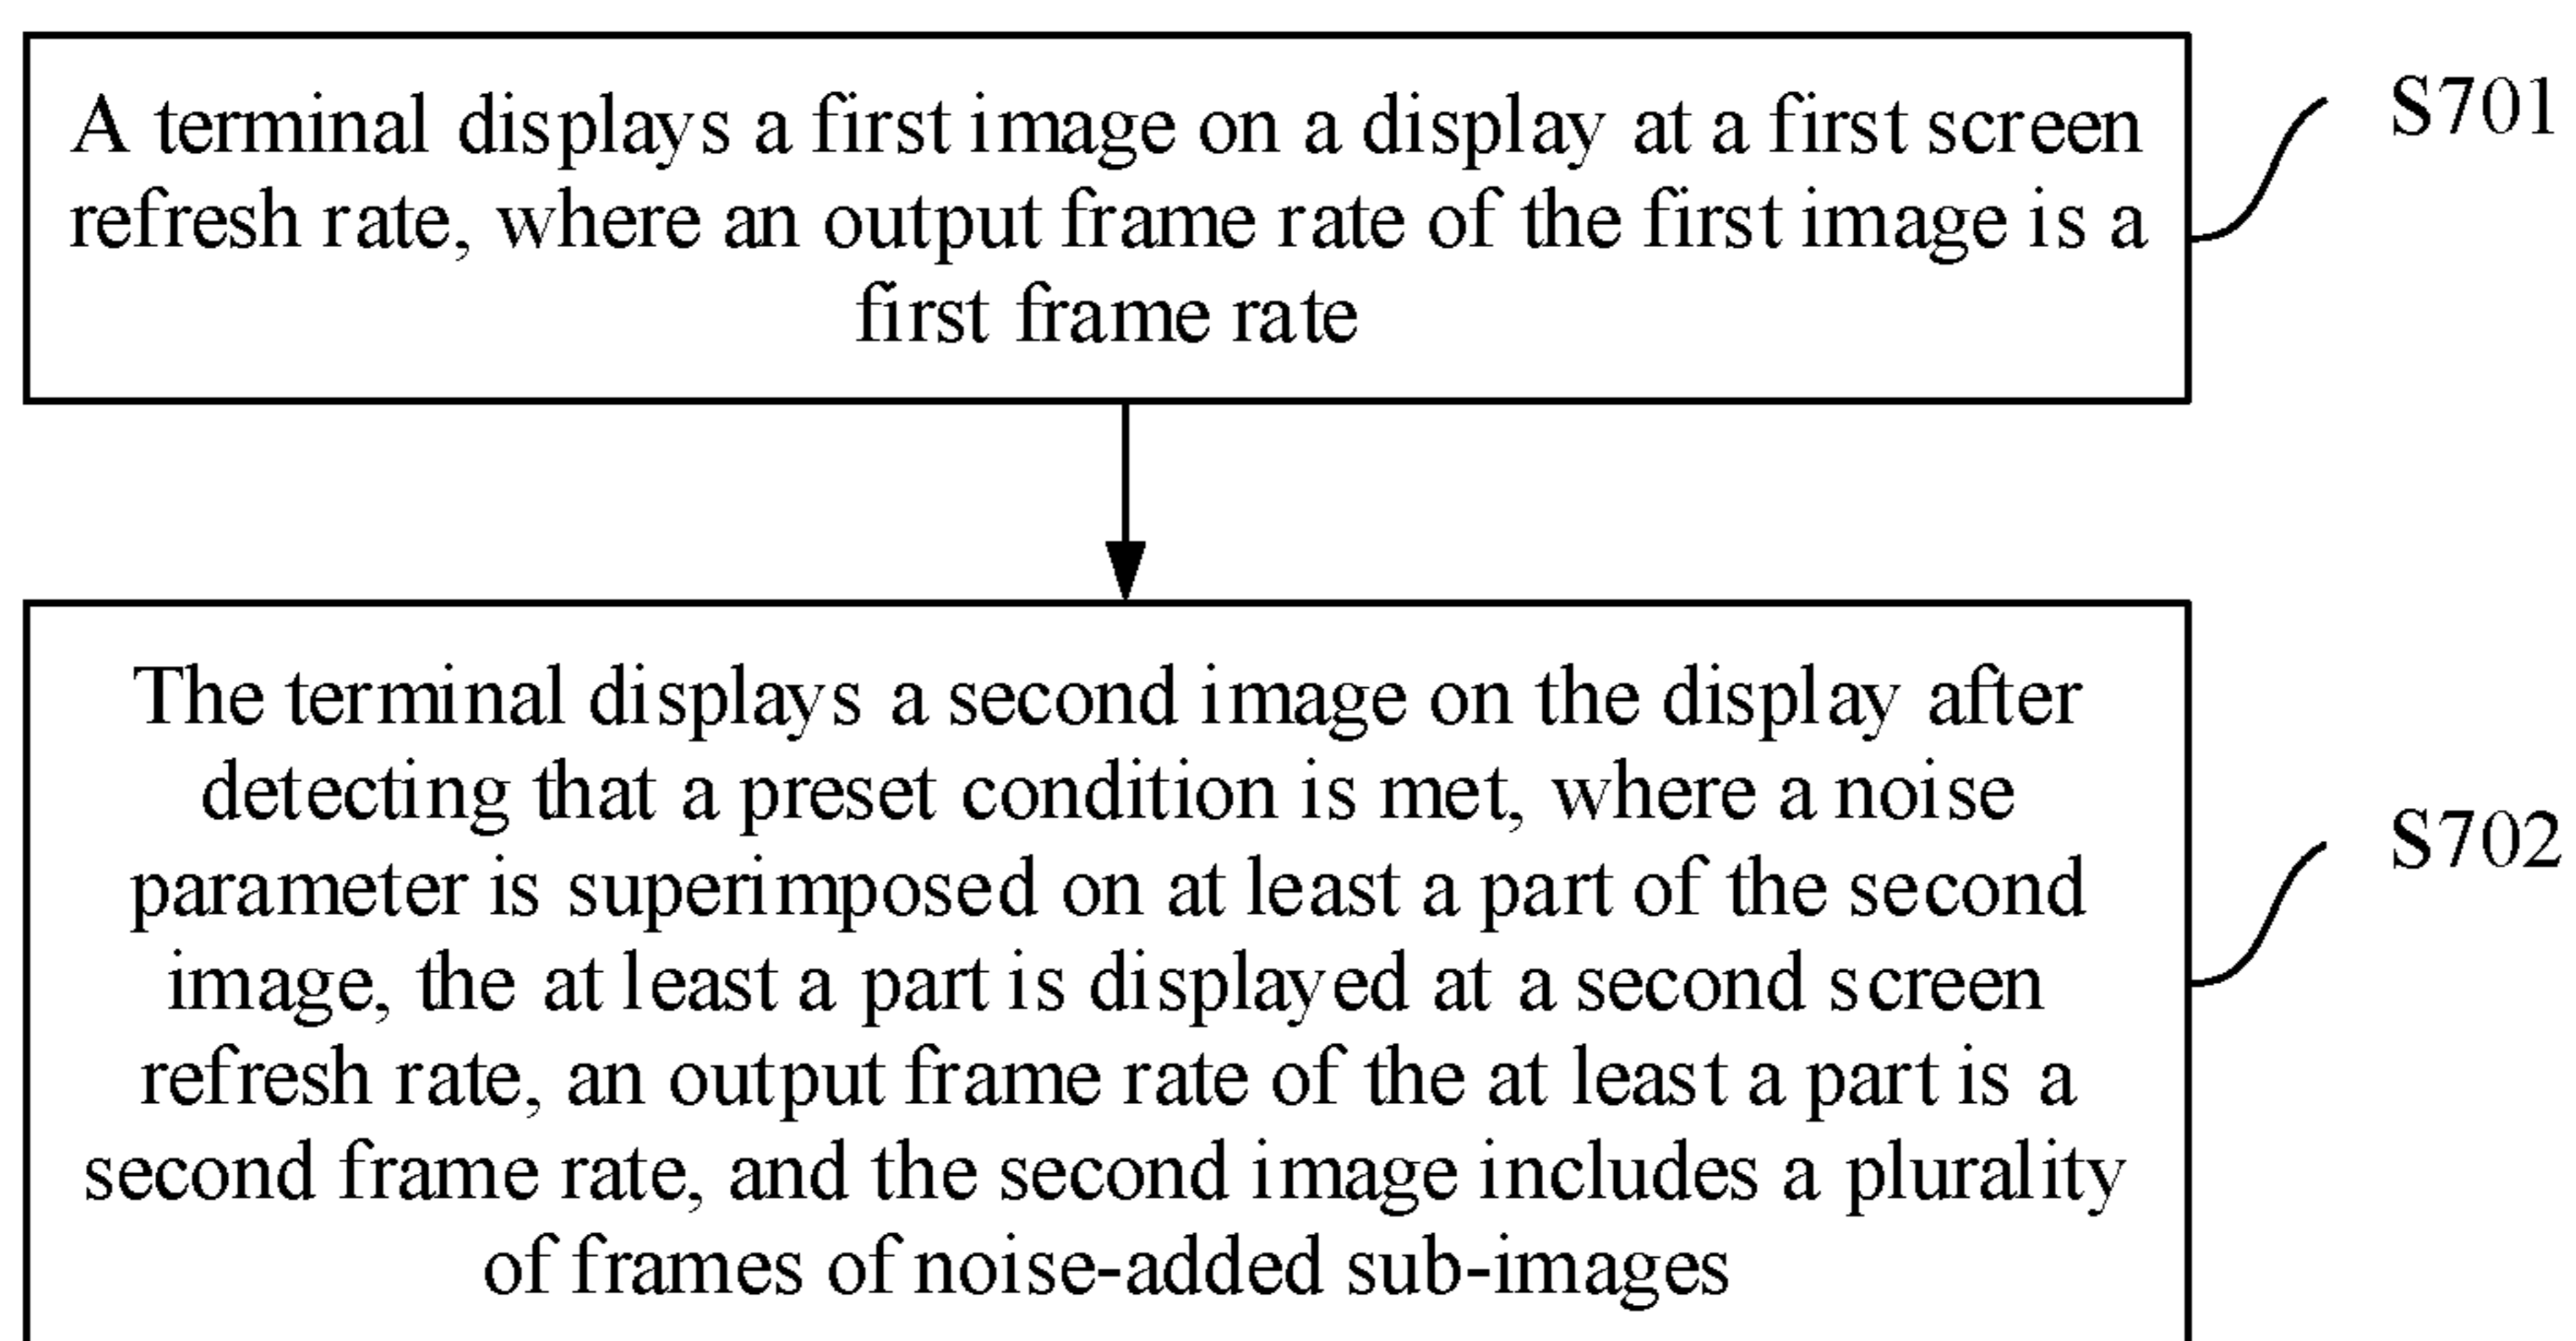 A terminal displays a first image on a display at a first screen
refresh rate, where an output frame rate of the first image is a
first frame rate
S701
The terminal displays a second image on the display after
detecting that a preset condition is met, where a noise
parameter is superimposed on at least a part of the second
image, the at least a part is displayed at a second screen
refresh rate, an output frame rate of the at least a part is a
second frame rate, and the second image includes a plurality
of frames of noise-added sub-images
S702